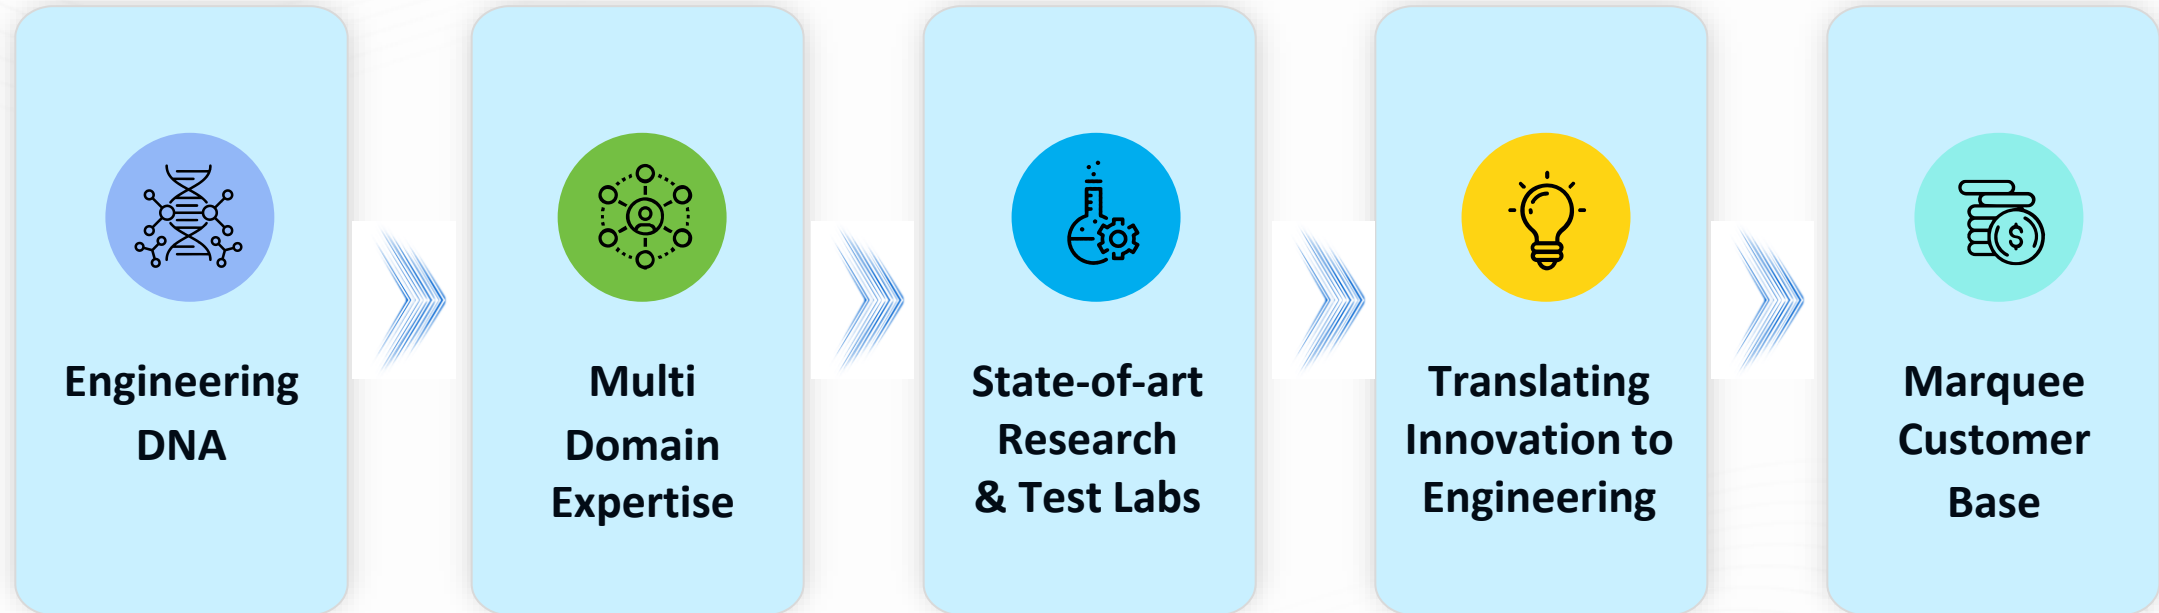 Engineering
DNA
Multi
Domain
Expertise
State-of-art
Research
& Test Labs
Translating
Innovation to
Engineering
$
Marquee
Customer
Base